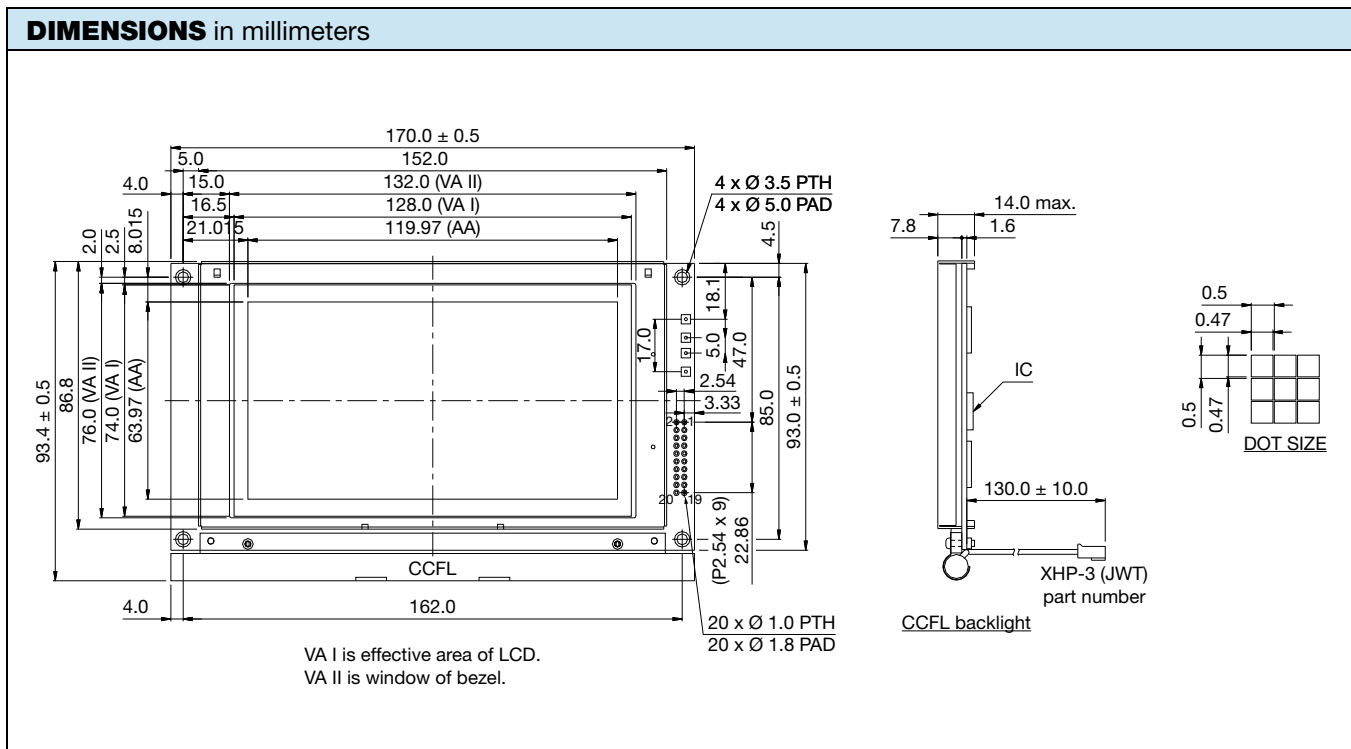 DIMENSIONS in millimeters
170.0 ± 0.5
5.0
152.0
4.0
15.0
132.0 (VA II)
16.5
128.0 (VA I)
21.015
119.97 (AA)
2.0
2.5
8.015
4 x Ø 3.5 PTH
4 x Ø 5.0 PAD
4.5
14.0 max.
7.8
1.6
93.4 ± 0.5
86.8
76.0 (VA II)
74.0 (VA I)
63.97 (AA)
17.0
18.1
5.0
47.0
2.54
3.33
85.0
93.0 ± 0.5
2
1
20
19
(P2.54 x 9)
22.86
CCFL
4.0
162.0
20 x Ø 1.0 PTH
20 x Ø 1.8 PAD
IC
130.0 ± 10.0
XHP-3 (JWT)
part number
CCFL backlight
0.5
0.47
0.5
0.47
DOT SIZE
VA I is effective area of LCD.
VA II is window of bezel.